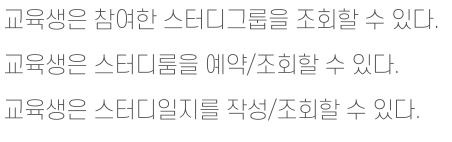 교육생은 참여한 스터디그룹을 조회할 수 있다.
교육생은 스터디룸을 예약/조회할 수 있다.
교육생은 스터디일지를 작성/조회할 수 있다.